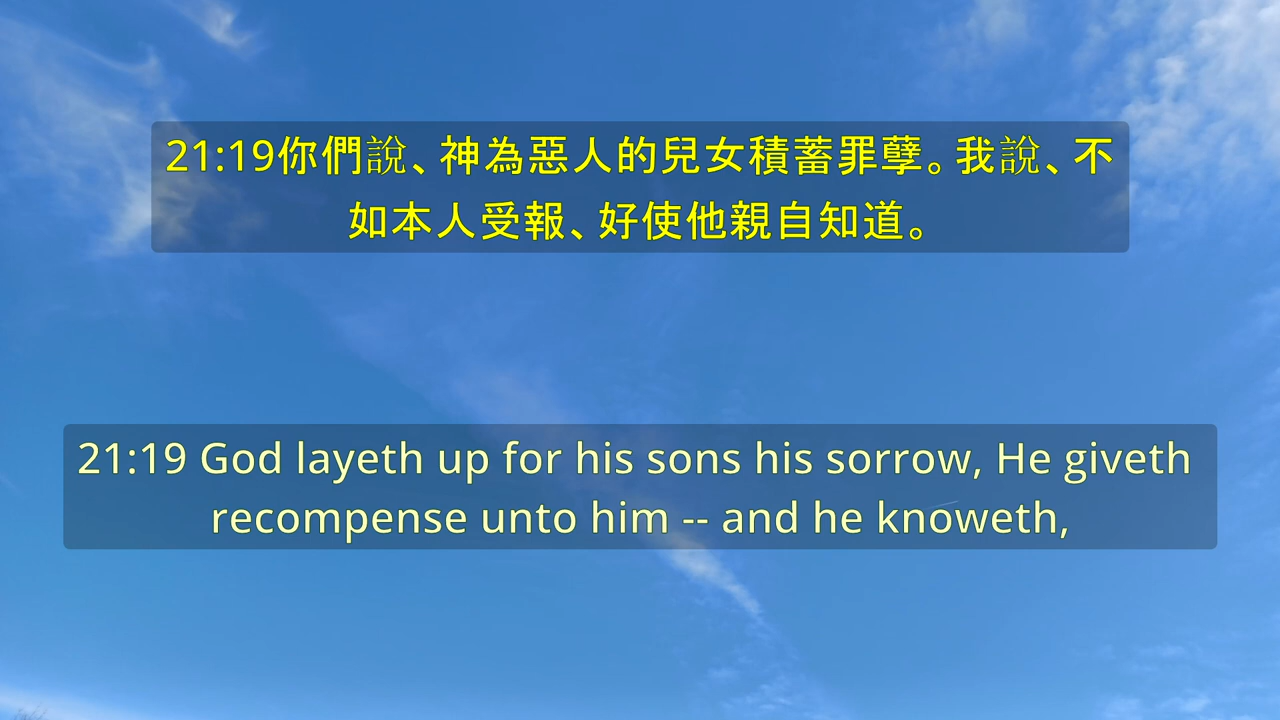 21:19你們說、神為惡人的兒女積蓄罪孽。我說、不
如本人受報、好使他親自知道。
21:19 God layeth up for his sons his sorrow, He giveth
recompense unto him -- and he knoweth,